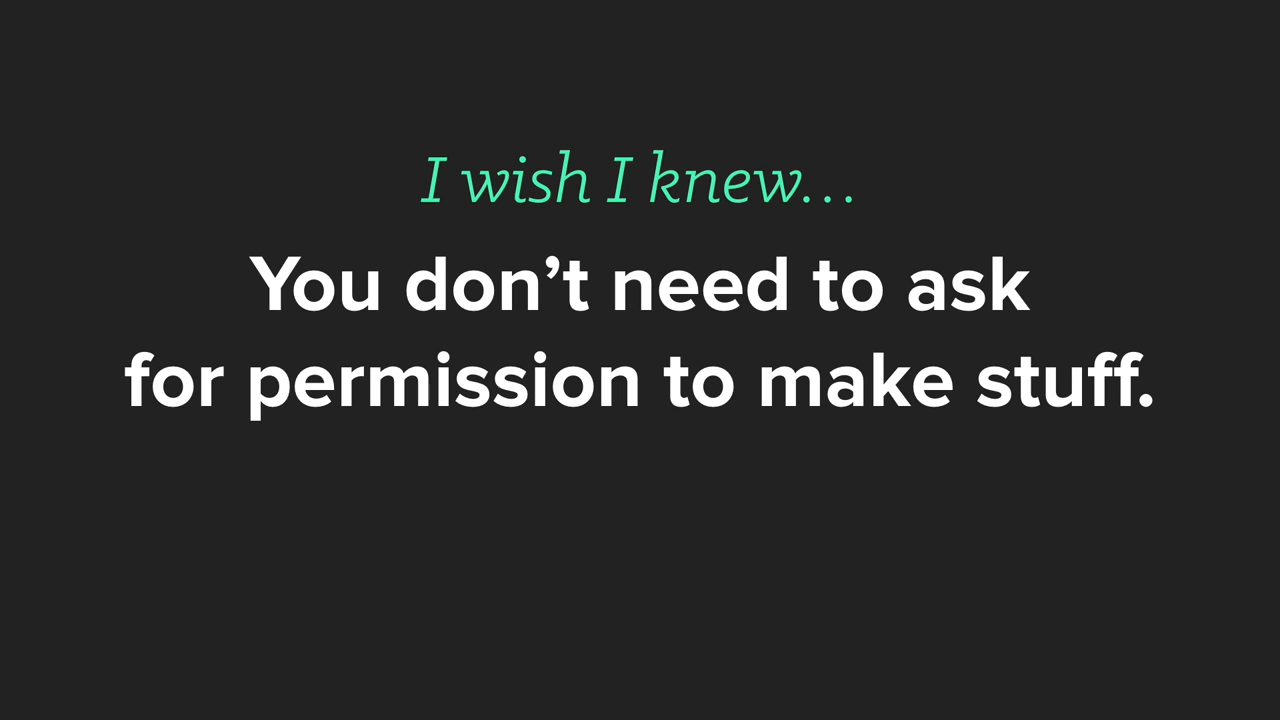 I wish I knew…
You don’t need to ask
for permission to make stuff.